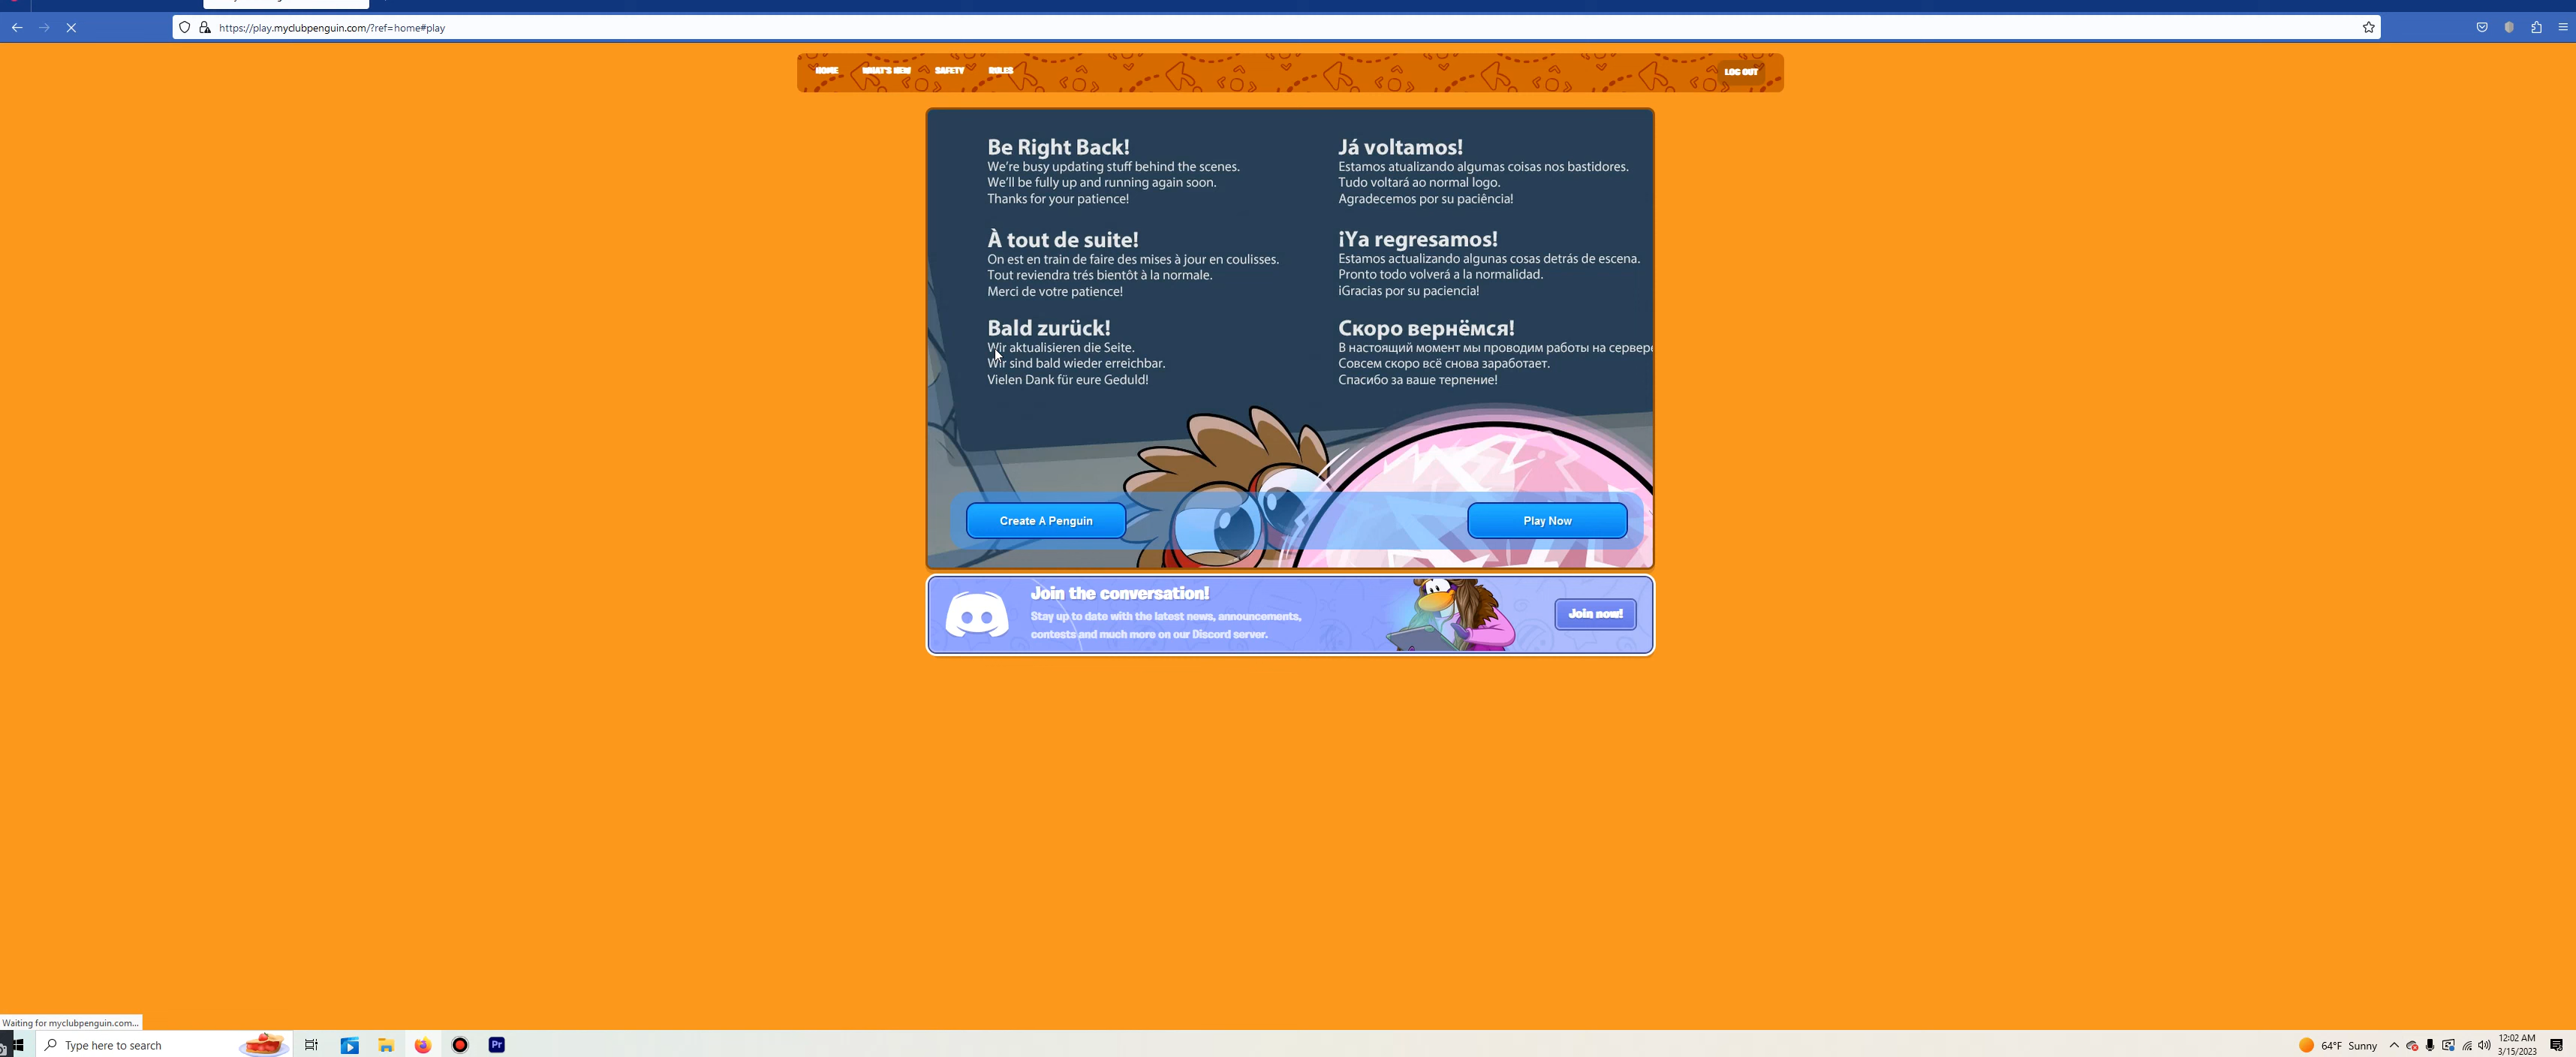 https://play.myclubpenguin.com/?ref=home#play
HOME WHAT'S NEW SAFETY RULES LOG OUT
Be Right Back!
We're busy updating stuff behind the scenes.
We'll be fully up and running again soon.
Thanks for your patience!
À tout de suite!
On est en train de faire des mises à jour en coulisses.
Tout reviendra trés bientôt à la normale.
Merci de votre patience!
Bald zurück!
Wir aktualisieren die Seite.
Wir sind bald wieder erreichbar.
Vielen Dank für eure Geduld!
Já voltamos!
Estamos atualizando algumas coisas nos bastidores.
Tudo voltará ao normal logo.
Agradecemos por su paciência!
¡Ya regresamos!
Estamos actualizando algunas cosas detrás de escena.
Pronto todo volverá a la normalidad.
¡Gracias por su paciencia!
Скоро вернёмся!
В настоящий момент мы проводим работы на сервере
Совсем скоро всё снова заработает.
Спасибо за ваше терпение!
Create A Penguin
Play Now
Join the conversation!
Stay up to date with the latest news, announcements,
contests and much more on our Discord server.
Join now!
Waiting for myclubpenguin.com...
Type here to search
Pr
64°F Sunny
12:02 AM
3/15/2023